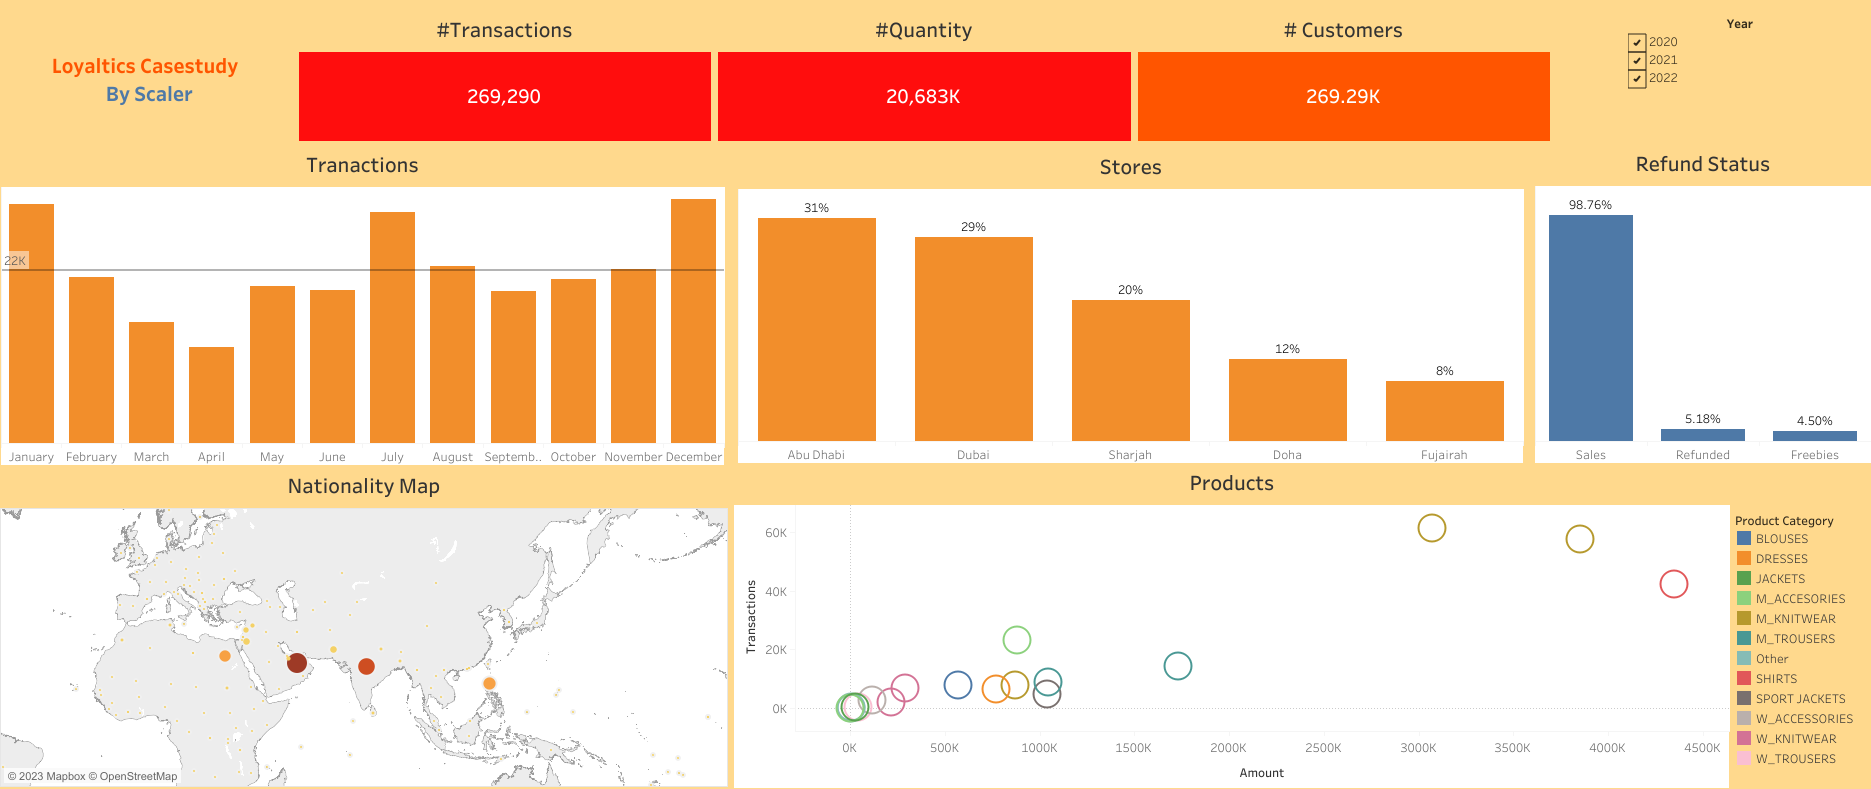 Loyaltics Casestudy
By Scaler
#Transactions
269,290
#Quantity
20,683K
# Customers
269.29K
Year
2020
2021
2022
Tranactions
22K
January February March April May June July August Septemb.. October November December
Stores
31%
29%
20%
12%
8%
Abu Dhabi Dubai Sharjah Doha Fujairah
Refund Status
98.76%
5.18%
4.50%
Sales Refunded Freebies
Nationality Map
© 2023 Mapbox © OpenStreetMap
Products
Transactions
60K
40K
20K
0K
0K 500K 1000K 1500K 2000K 2500K 3000K 3500K 4000K 4500K
Amount
Product Category
BLOUSES
DRESSES
JACKETS
M_ACCESORIES
M_KNITWEAR
M_TROUSERS
Other
SHIRTS
SPORT JACKETS
W_ACCESSORIES
W_KNITWEAR
W_TROUSERS